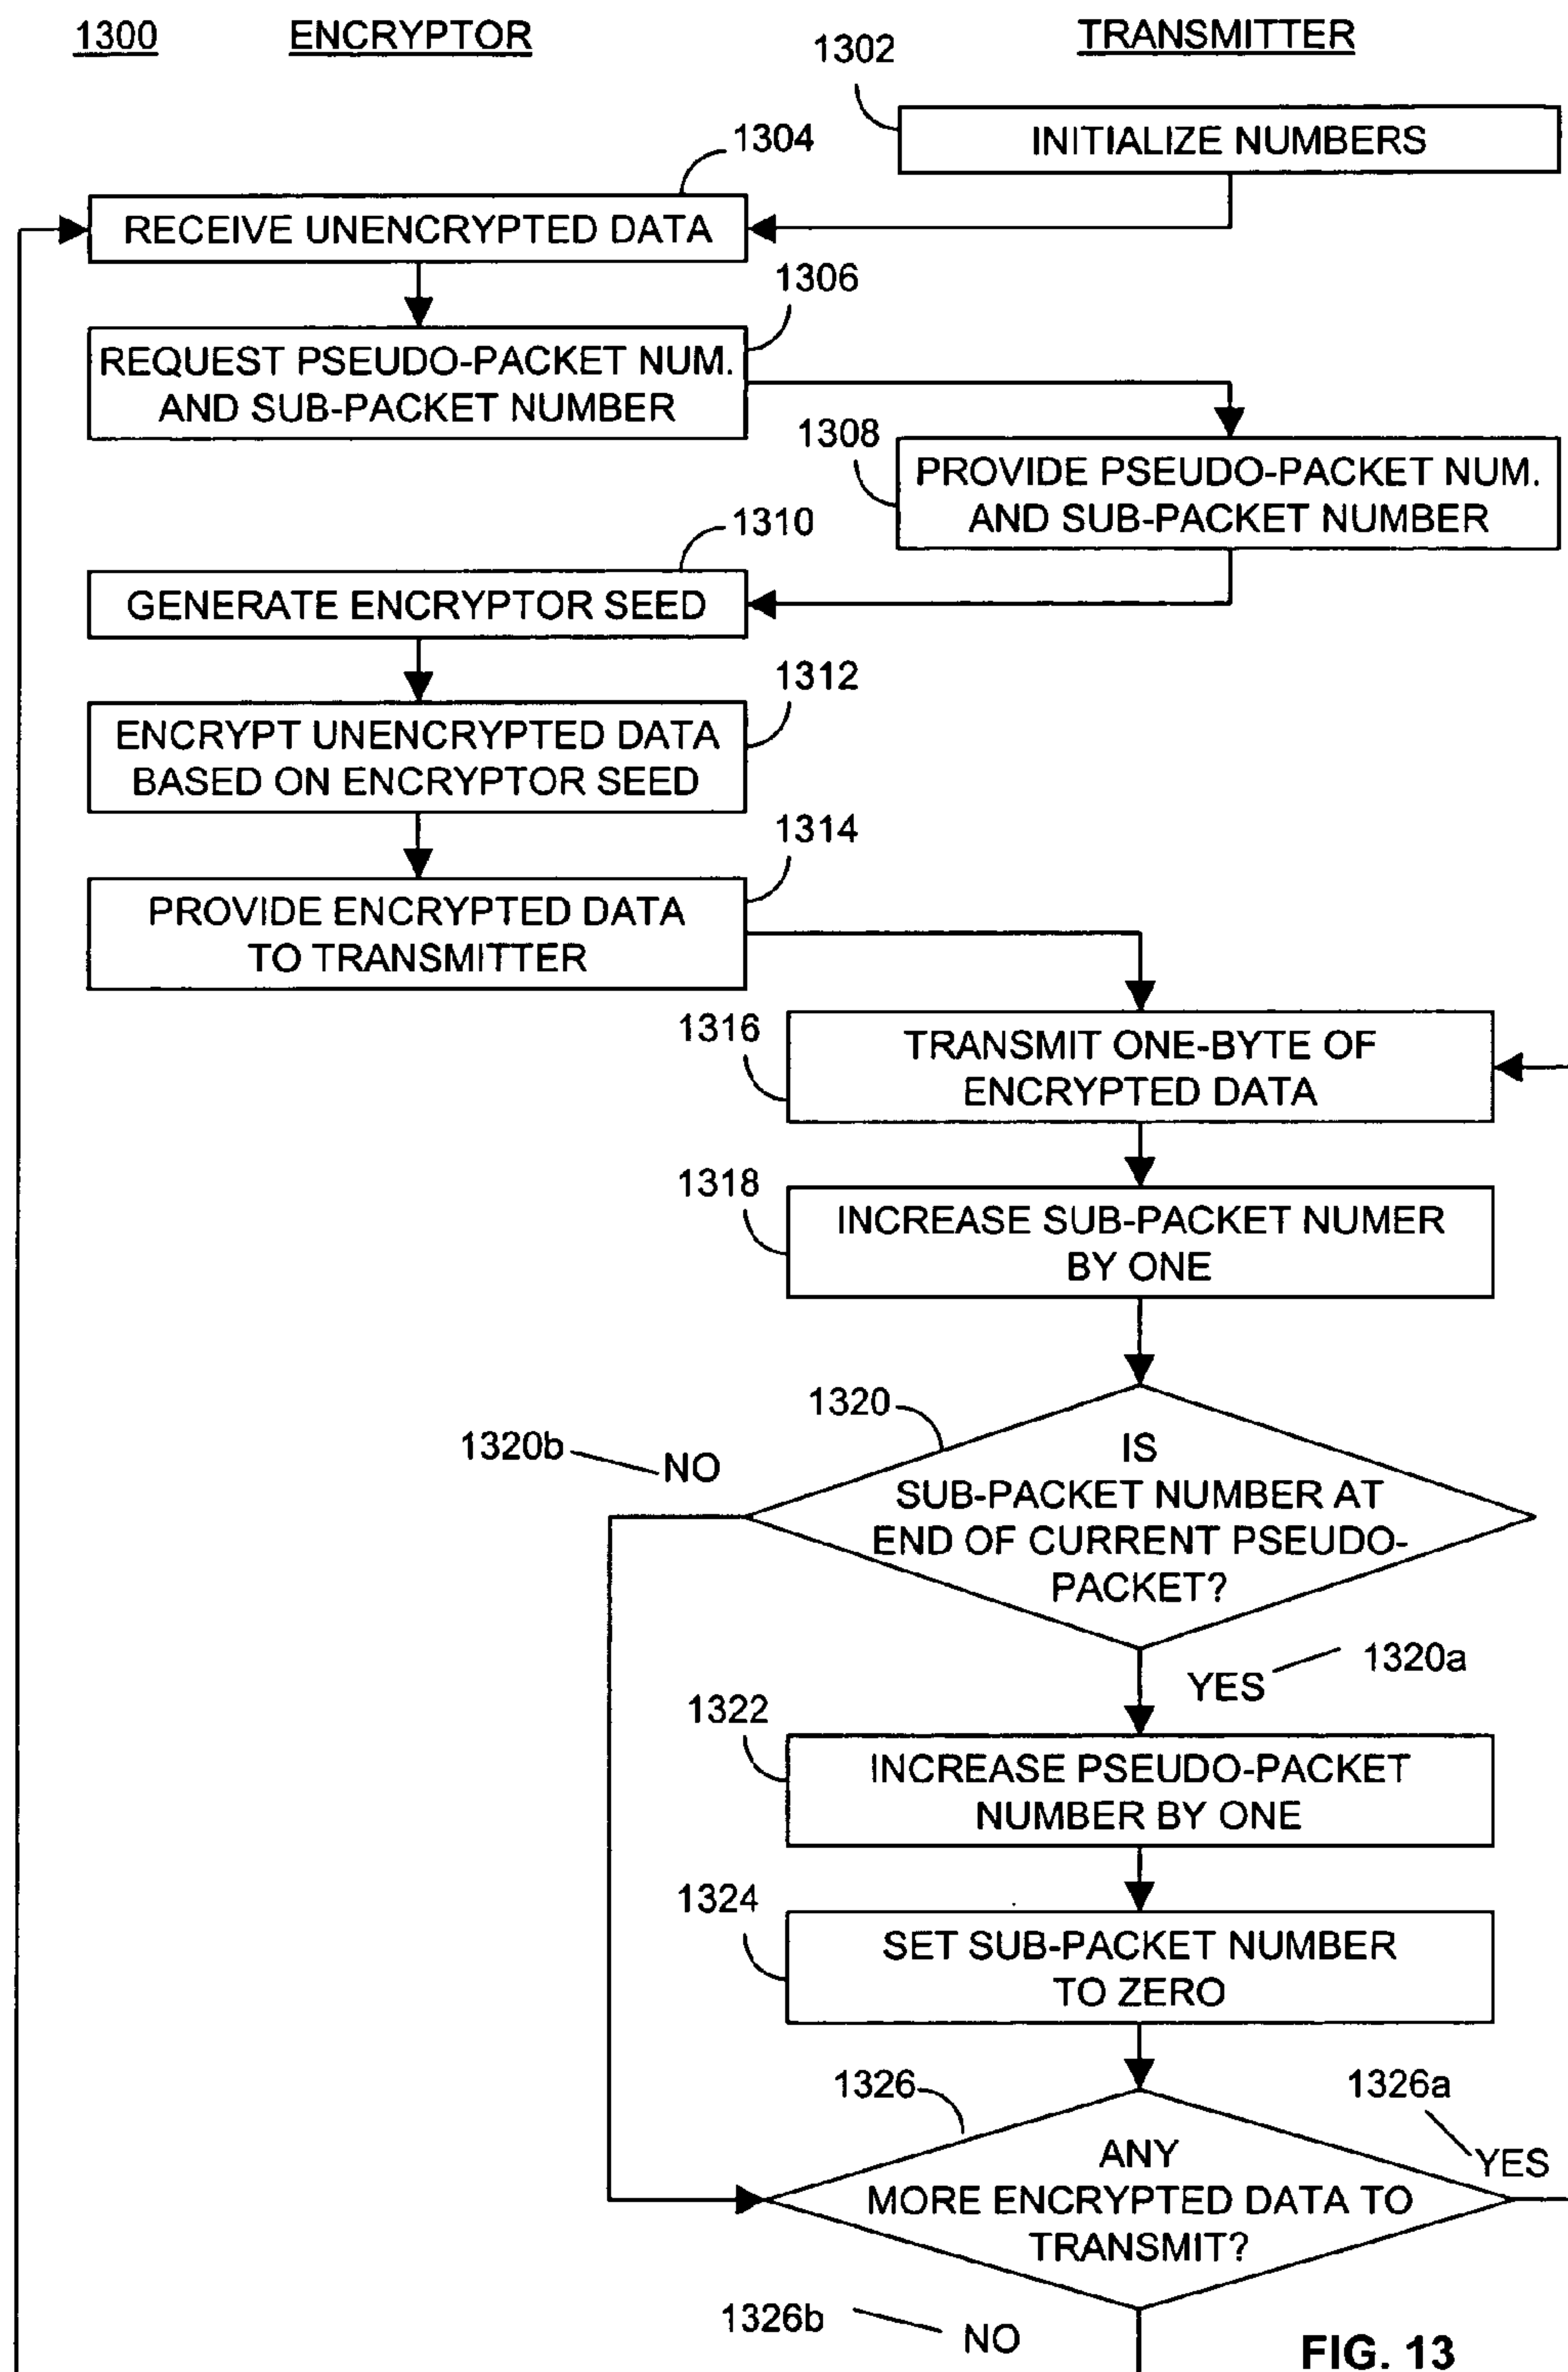 1300 ENCRYPTOR TRANSMITTER
1302
INITIALIZE NUMBERS
1304
RECEIVE UNENCRYPTED DATA
1306
REQUEST PSEUDO-PACKET NUM.
AND SUB-PACKET NUMBER
1308
PROVIDE PSEUDO-PACKET NUM.
AND SUB-PACKET NUMBER
1310
GENERATE ENCRYPTOR SEED
1312
ENCRYPT UNENCRYPTED DATA
BASED ON ENCRYPTOR SEED
1314
PROVIDE ENCRYPTED DATA
TO TRANSMITTER
1316
TRANSMIT ONE-BYTE OF
ENCRYPTED DATA
1318
INCREASE SUB-PACKET NUMER
BY ONE
1320
1320b NO
IS
SUB-PACKET NUMBER AT
END OF CURRENT PSEUDO-
PACKET?
YES 1320a
1322
INCREASE PSEUDO-PACKET
NUMBER BY ONE
1324
SET SUB-PACKET NUMBER
TO ZERO
1326
1326a
YES
ANY
MORE ENCRYPTED DATA TO
TRANSMIT?
1326b NO
FIG. 13